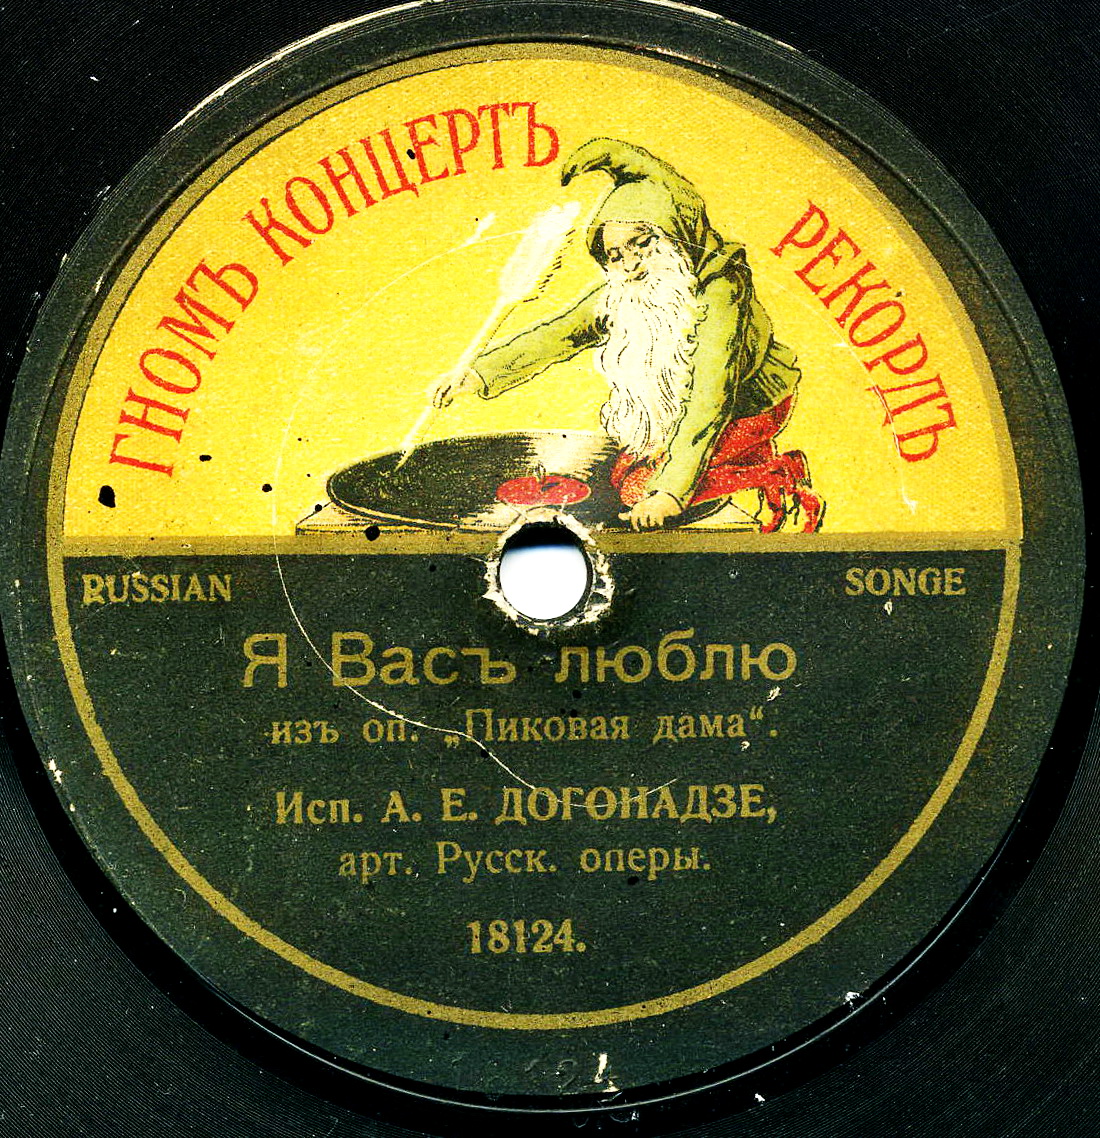 ГНОМЪ КОНЦЕРТЪ РЕКОРДЪ
RUSSIAN SONGE
Я Васъ люблю
изъ оп. „Пиковая дама“.
Исп. А. Е. ДОГОНАДЗЕ,
арт. Русск. оперы.
18124.